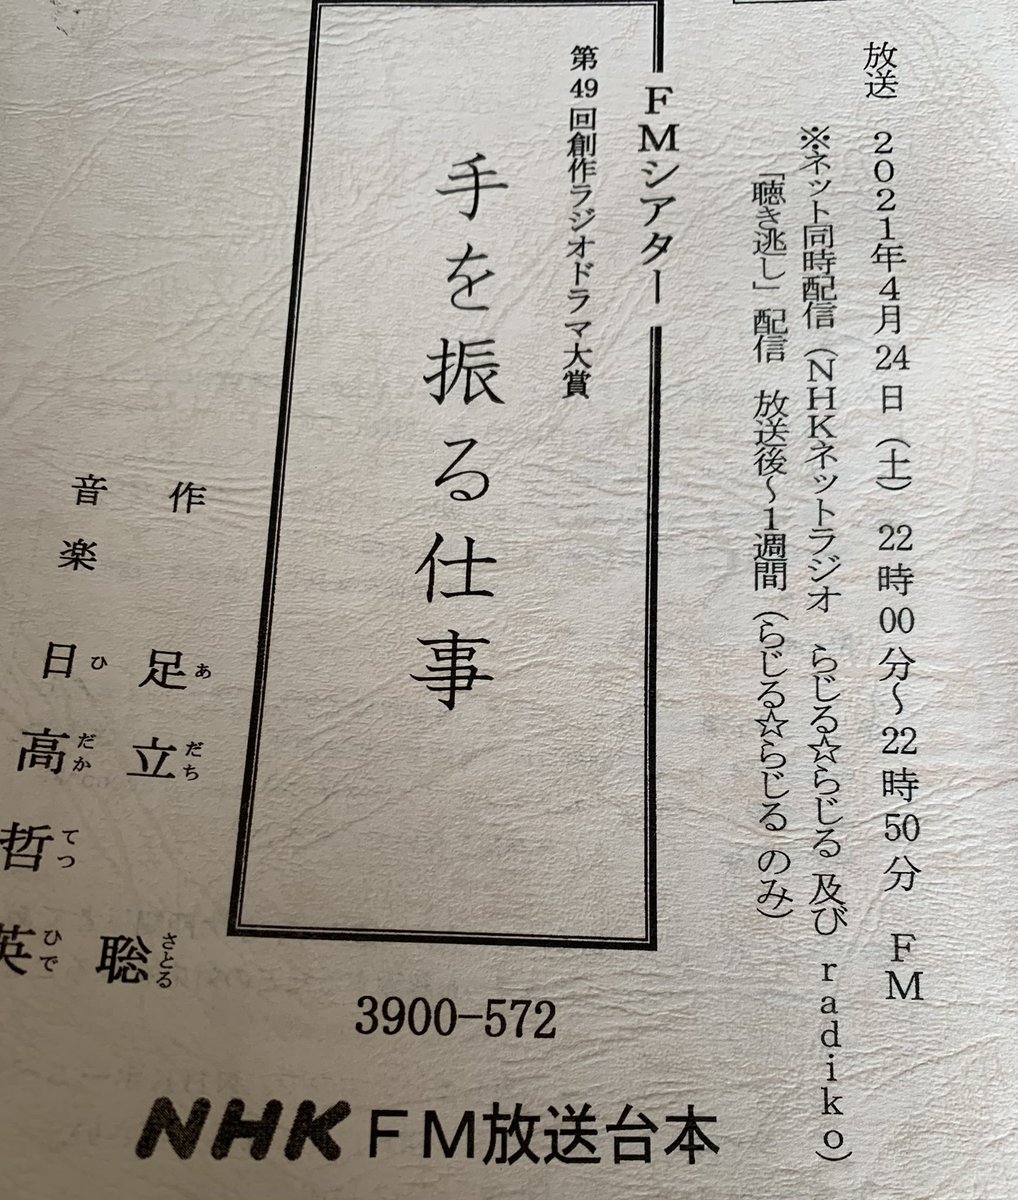 放送 2021年4月24日（土）22時00分～22時50分 FM
※ネット同時配信（NHKネットラジオ らじる☆らじる 及び radiko）
「聴き逃し」配信 放送後～1週間（らじる☆らじる のみ）
FMシアター
第49回創作ラジオドラマ大賞
手を振る仕事
作 足立聡
あだちさとる
音楽 日高哲英
ひだかてつひで
3900-572
NHK FM放送台本